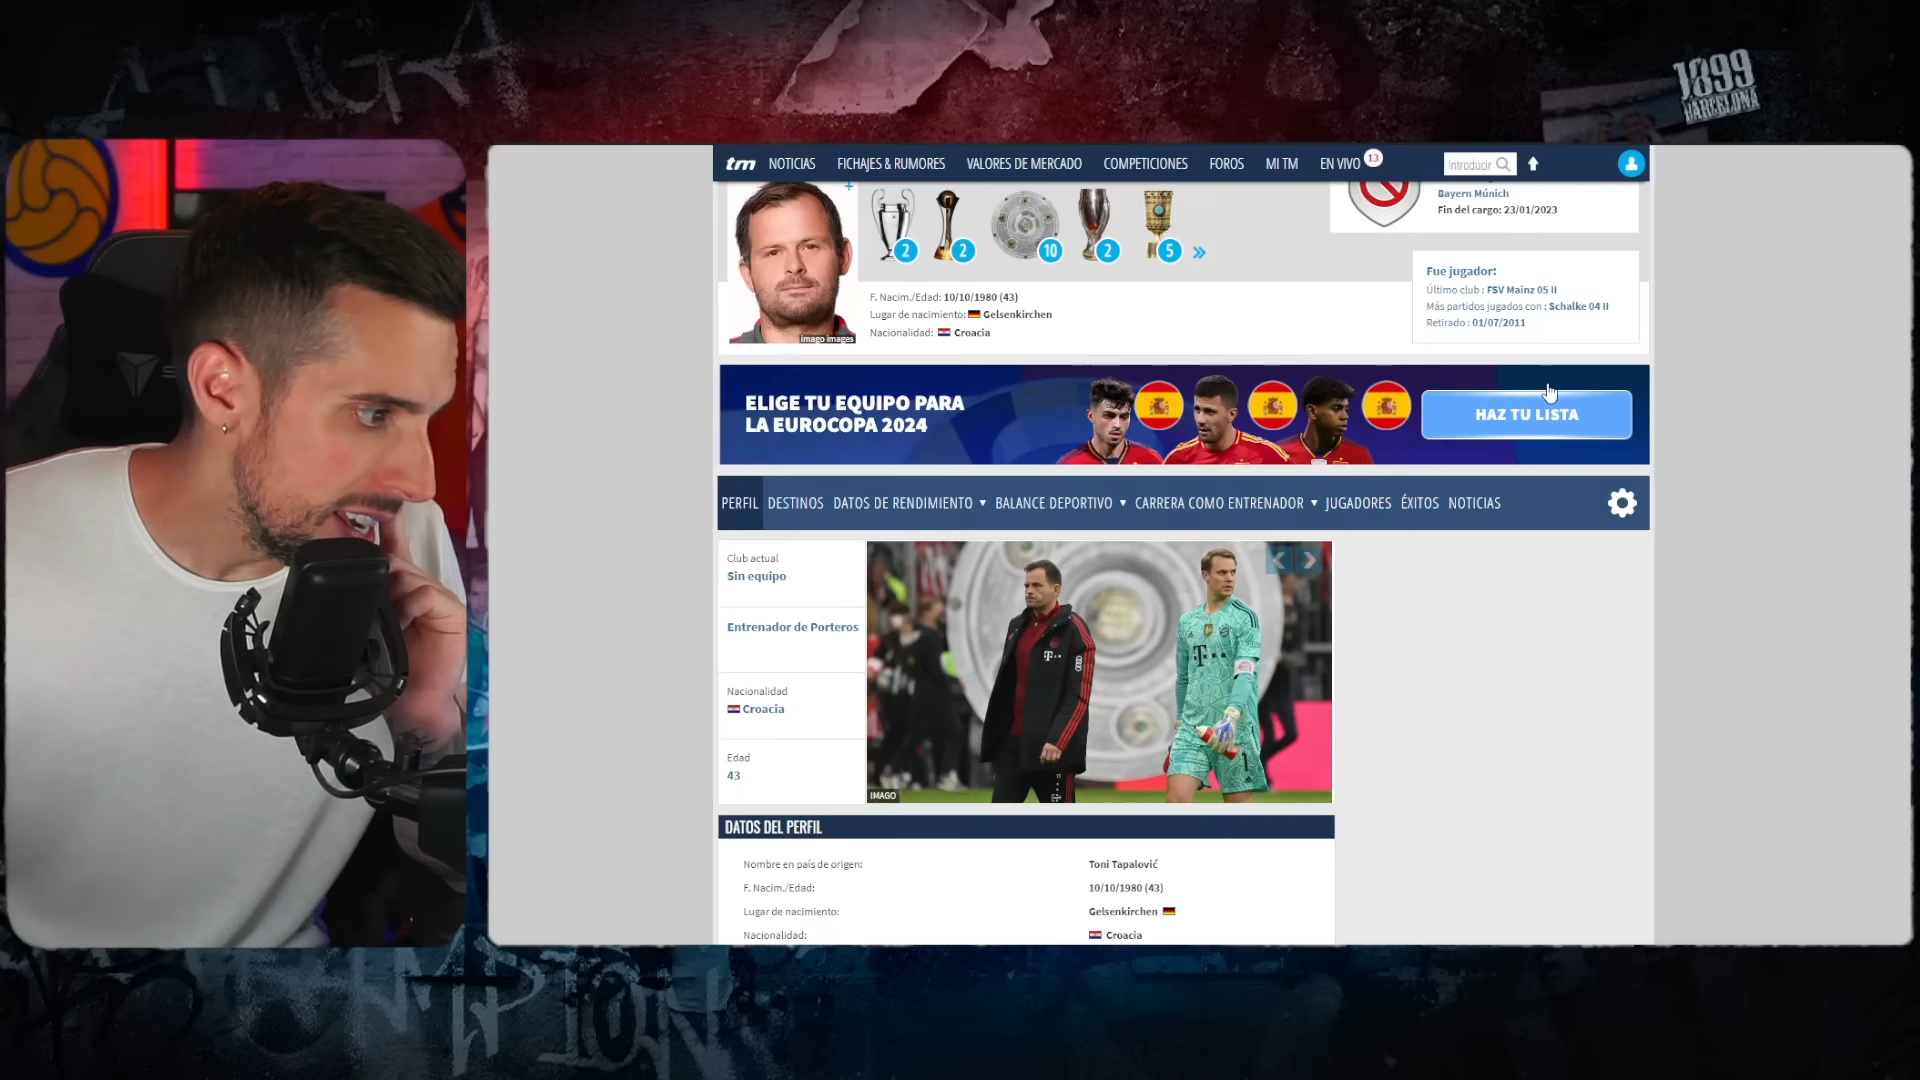 1899
BARCELONA
tm NOTICIAS FICHAJES & RUMORES VALORES DE MERCADO COMPETICIONES FOROS MI TM EN VIVO 13 Introducir
2 2 10 2 5
Bayern Múnich
Fin del cargo: 23/01/2023
imago images
F. Nacim./Edad: 10/10/1980 (43)
Lugar de nacimiento: Gelsenkirchen
Nacionalidad: Croacia
Fue jugador:
Último club : FSV Mainz 05 II
Más partidos jugados con : Schalke 04 II
Retirado : 01/07/2011
ELIGE TU EQUIPO PARA
LA EUROCOPA 2024
HAZ TU LISTA
PERFIL DESTINOS DATOS DE RENDIMIENTO BALANCE DEPORTIVO CARRERA COMO ENTRENADOR JUGADORES ÉXITOS NOTICIAS
Club actual
Sin equipo
Entrenador de Porteros
Nacionalidad
Croacia
Edad
43
IMAGO
DATOS DEL PERFIL
Nombre en país de origen: Toni Tapalović
F. Nacim./Edad: 10/10/1980 (43)
Lugar de nacimiento: Gelsenkirchen
Nacionalidad: Croacia